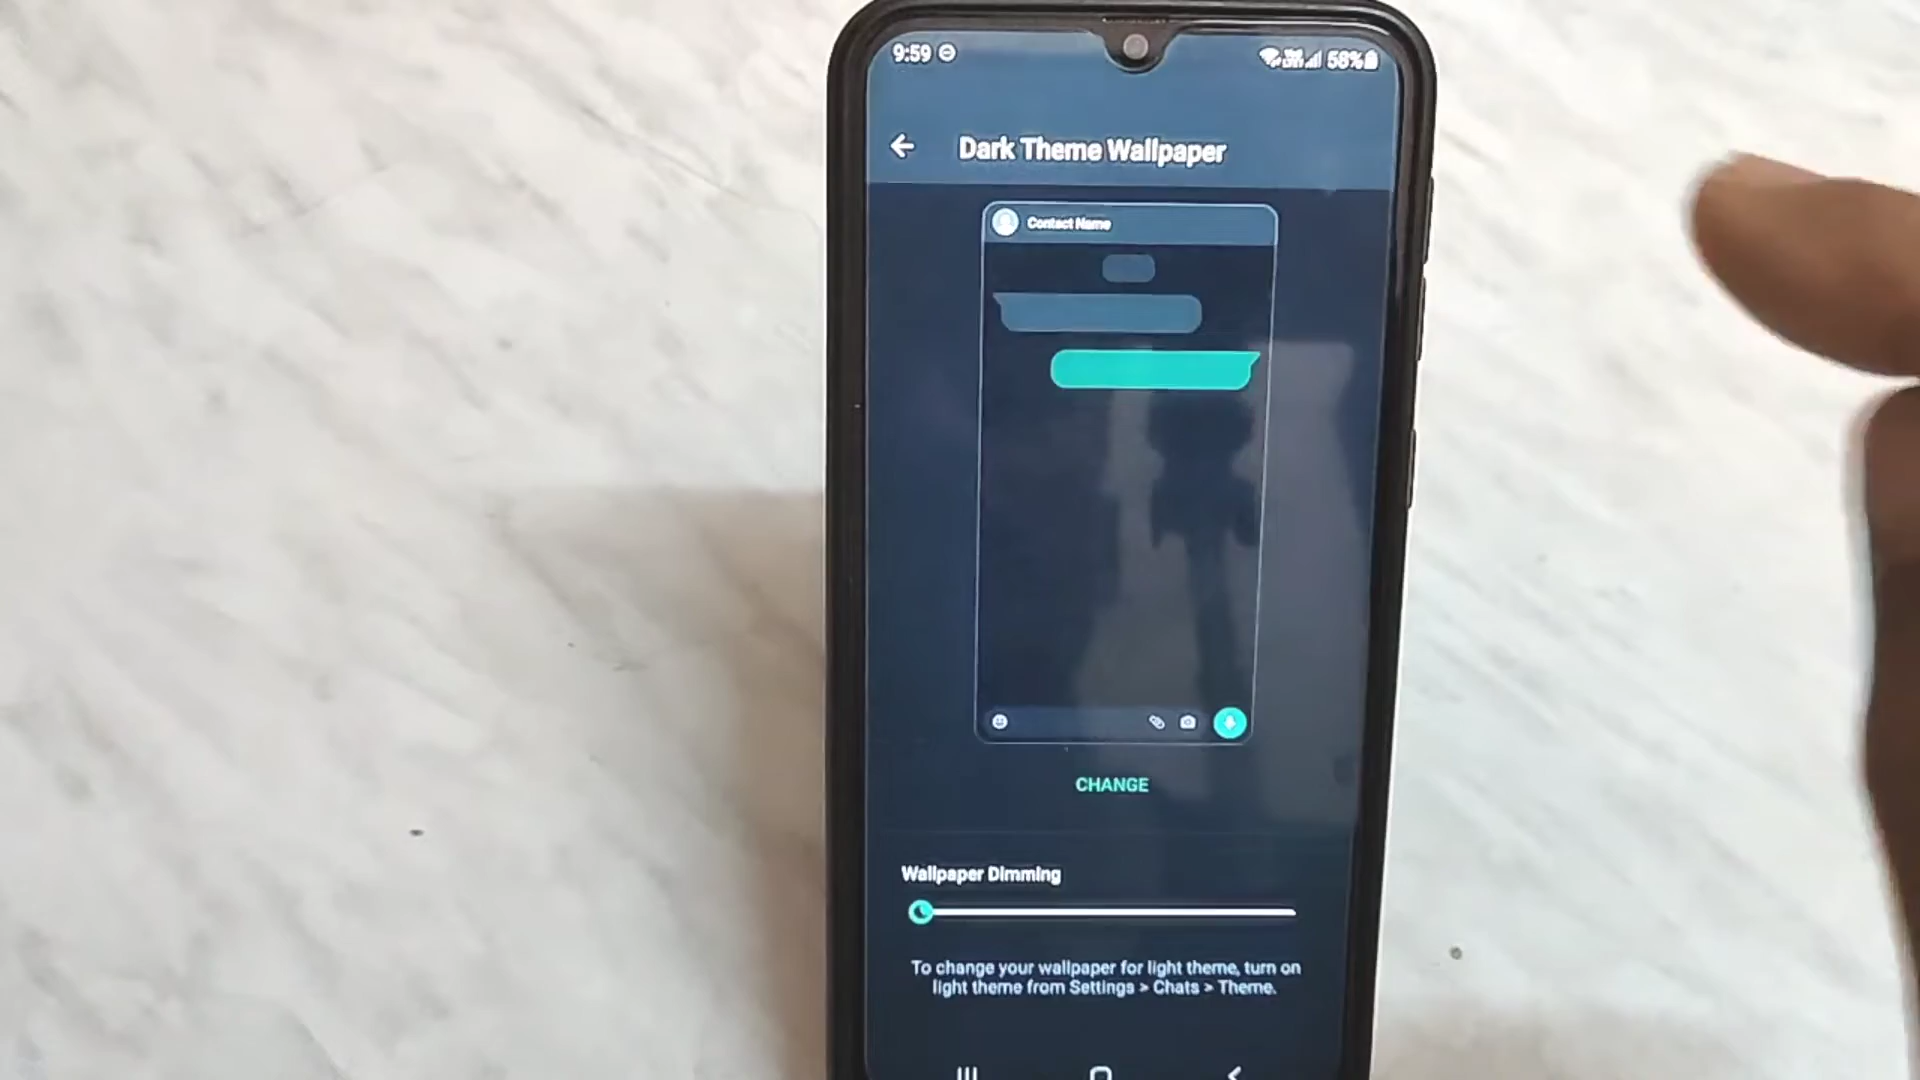 9:59
58%
Dark Theme Wallpaper
Contact Name
CHANGE
Wallpaper Dimming
To change your wallpaper for light theme, turn on
light theme from Settings > Chats > Theme.